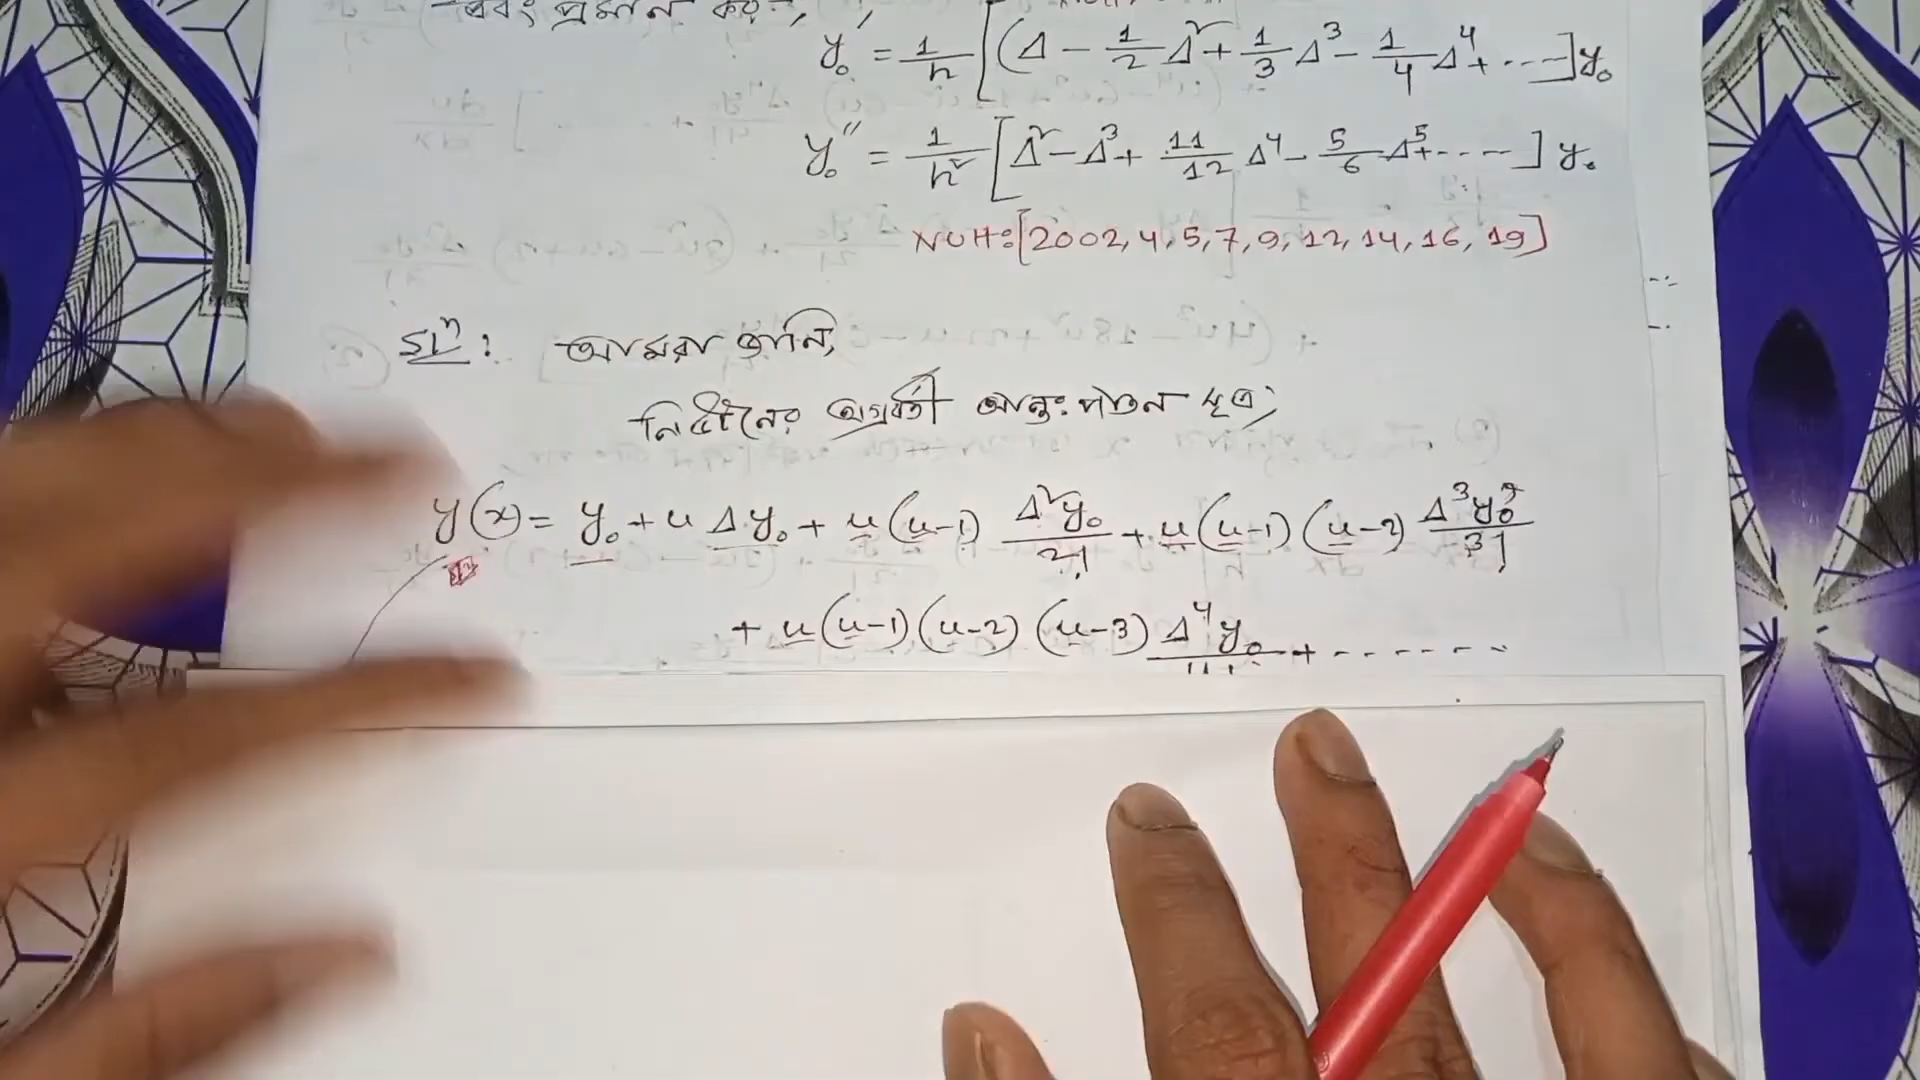 এবং প্রমান কর,
y₀′ = 1/h [(Δ - 1/2 Δ² + 1/3 Δ³ - 1/4 Δ⁴ + ----]y₀
y₀″ = 1/h² [Δ² - Δ³ + 11/12 Δ⁴ - 5/6 Δ⁵ + ----]y₀
NUH:[2002, 4, 5, 7, 9, 12, 14, 16, 19]
soln: আমরা জানি,
অগ্রবর্তী আন্তঃপাতন সূত্র,
y(x) = y₀ + u Δy₀ + u(u-1) Δ²y₀/2! + u(u-1)(u-2) Δ³y₀/3!
+ u(u-1)(u-2)(u-3) Δ⁴y₀/4! + -------